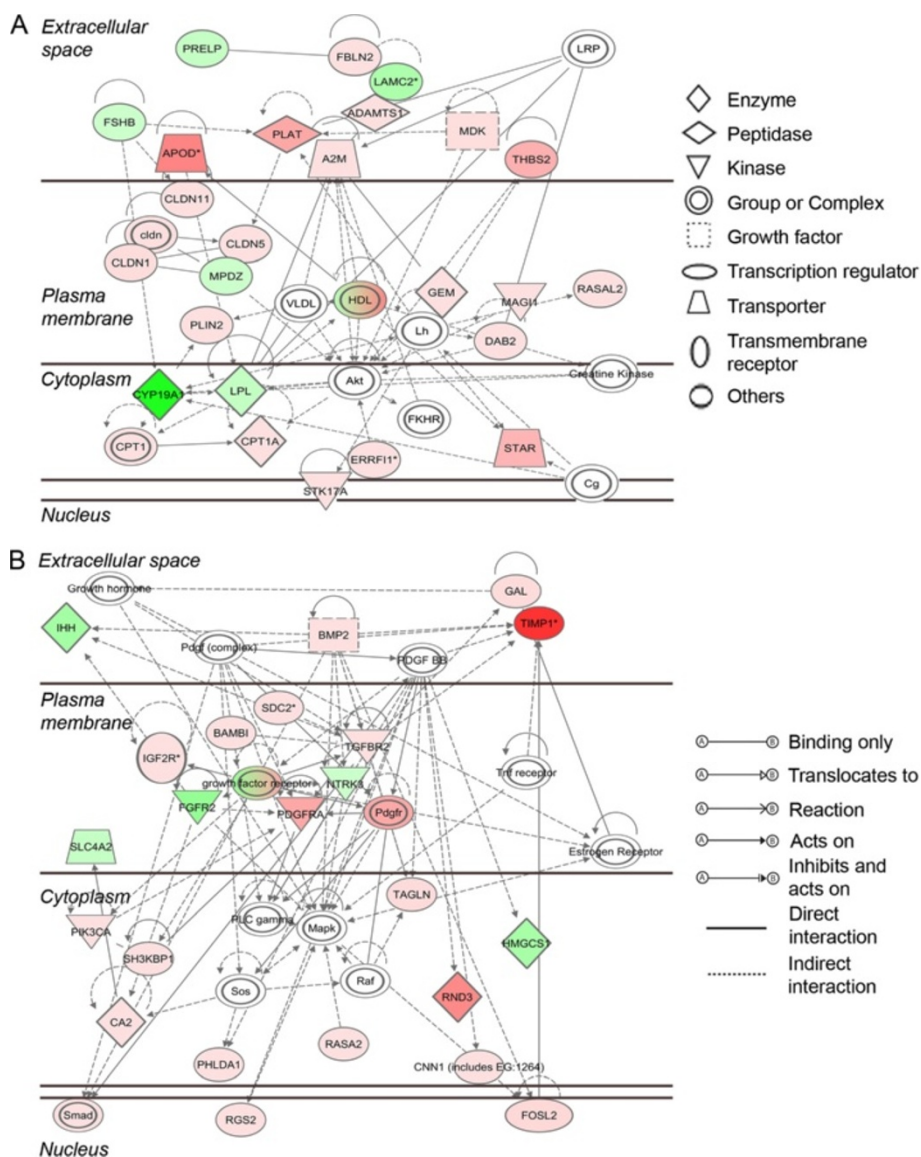 A
Extracellular
space
PRELP
FBLN2
LRP
LAMC2*
ADAMTS1
FSHB
PLAT
MDK
APOD*
A2M
THBS2
CLDN11
cldn
CLDN5
CLDN1
MPDZ
Plasma
membrane
VLDL
HDL
GEM
MAGI1
RASAL2
PLIN2
Lh
DAB2
Cytoplasm
CYP19A1
LPL
Akt
Creatine Kinase
FKHR
CPT1
CPT1A
STAR
ERRFI1*
STK17A
Cg
Nucleus
Enzyme
Peptidase
Kinase
Group or Complex
Growth factor
Transcription regulator
Transporter
Transmembrane
receptor
Others
B
Extracellular space
Growth hormone
GAL
IHH
BMP2
TIMP1*
Pdgf (complex)
PDGF BB
Plasma
membrane
SDC2*
BAMBI
TGFBR2
IGF2R*
growth factor receptor*
NTRK3
Tnf receptor
FGFR2
PDGFRA
Pdgfr
SLC4A2
Estrogen Receptor
Cytoplasm
TAGLN
PIK3CA
PLC gamma
Mapk
HMGCS1
SH3KBP1
Sos
Raf
RND3
CA2
RASA2
PHLDA1
CNN1 (includes EG:1264)
Smad
RGS2
FOSL2
Nucleus
A B Binding only
A B Translocates to
A B Reaction
A B Acts on
A B Inhibits and
acts on
Direct
interaction
Indirect
interaction